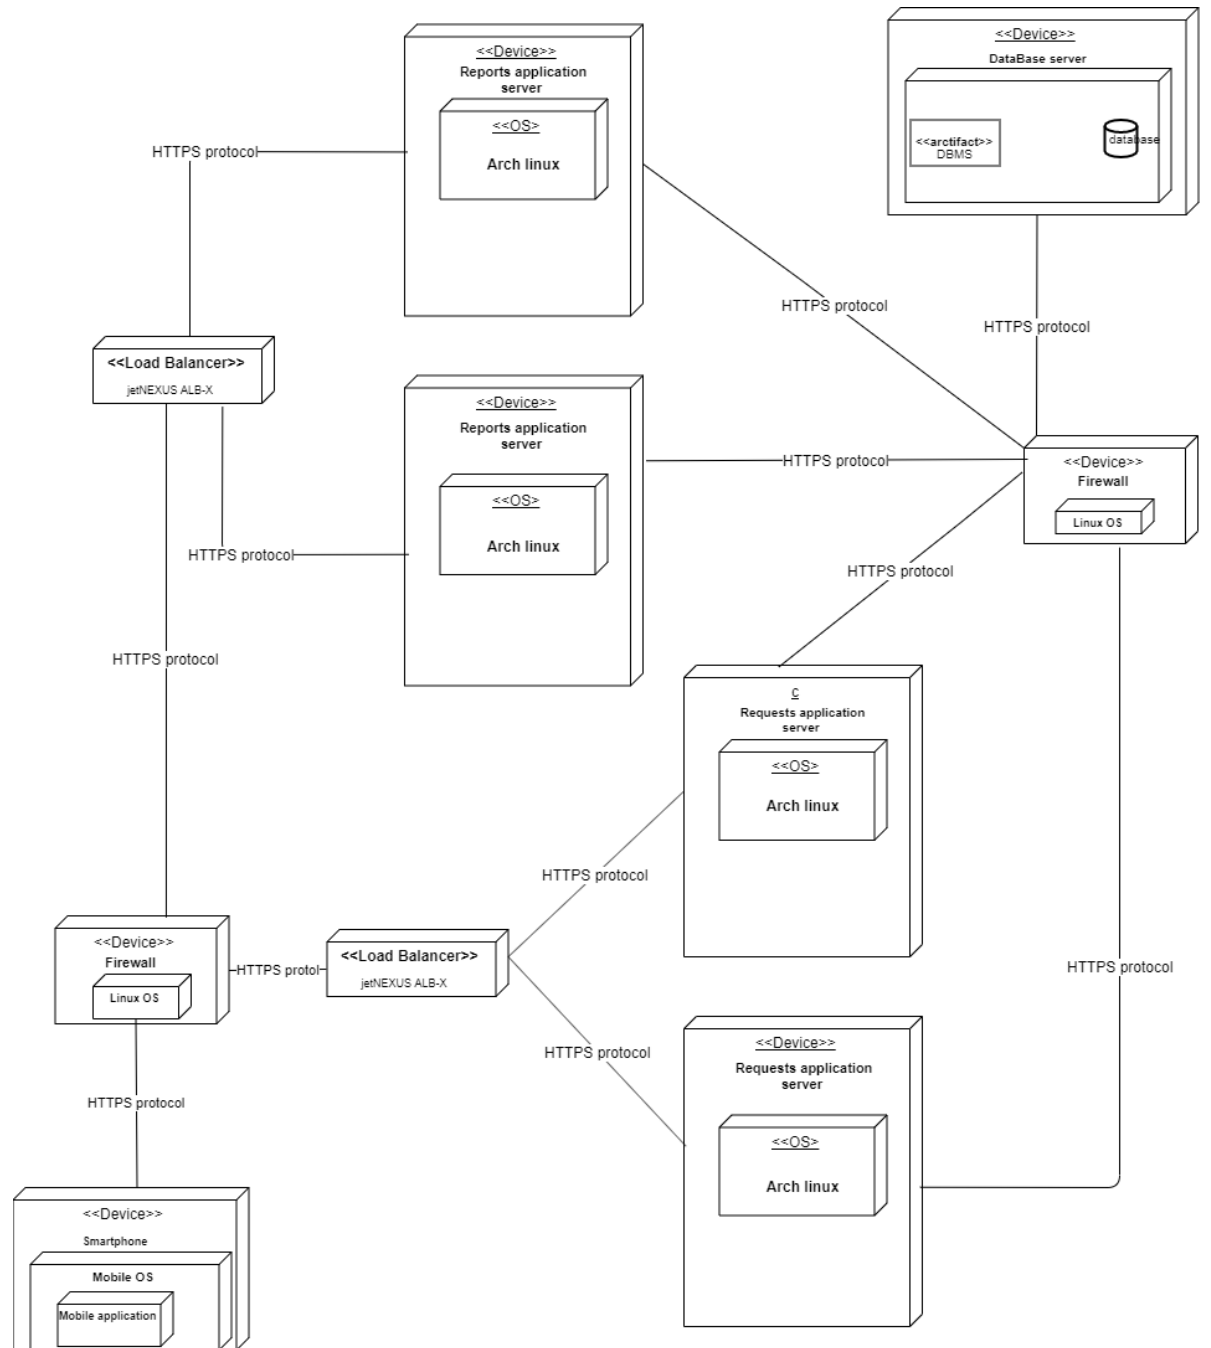 <<Device>>
Reports application
server
<<OS>
Arch linux
<<Device>>
DataBase server
<<arctifact>>
DBMS
database
HTTPS protocol
HTTPS protocol
HTTPS protocol
<<Load Balancer>>
jetNEXUS ALB-X
<<Device>>
Reports application
server
<<OS>
Arch linux
HTTPS protocol
<<Device>>
Firewall
Linux OS
HTTPS protocol
HTTPS protocol
HTTPS protocol
C
Requests application
server
<<OS>
Arch linux
HTTPS protocol
<<Device>>
Firewall
Linux OS
HTTPS protol
<<Load Balancer>>
jetNEXUS ALB-X
HTTPS protocol
HTTPS protocol
<<Device>>
Requests application
server
<<OS>
Arch linux
HTTPS protocol
<<Device>>
Smartphone
Mobile OS
Mobile application